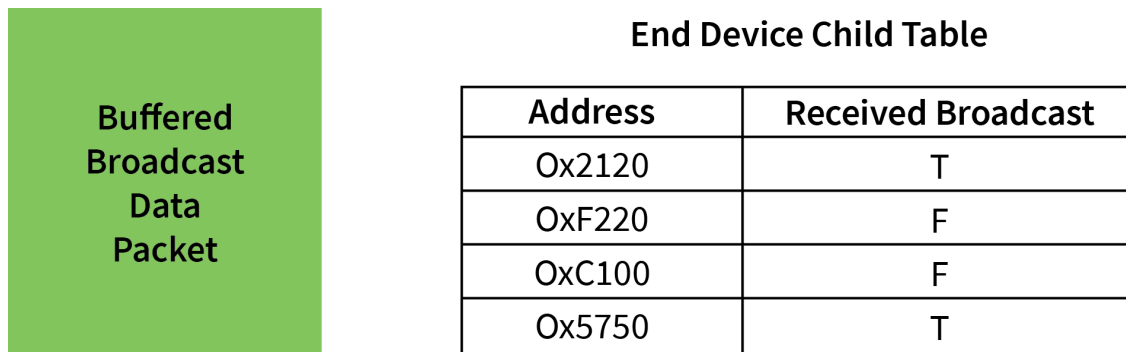 Buffered
Broadcast
Data
Packet
End Device Child Table
Address Received Broadcast
Ox2120 T
OxF220 F
OxC100 F
Ox5750 T